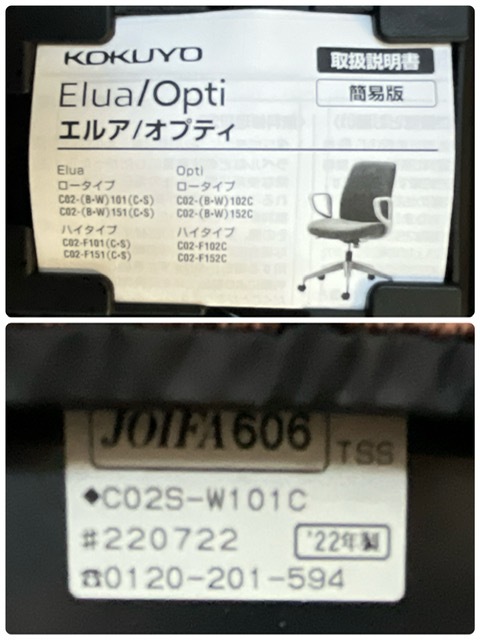 KOKUYO
取扱説明書
Elua/Opti
簡易版
エルア/オプティ
Elua
ロータイプ
C02-(B・W)101(C・S)
C02-(B・W)151(C・S)
ハイタイプ
C02-F101(C・S)
C02-F151(C・S)
Opti
ロータイプ
C02-(B・W)102C
C02-(B・W)152C
ハイタイプ
C02-F102C
C02-F152C
JOIFA606
TSS
◆C02S-W101C
#220722 '22年製
☎0120-201-594